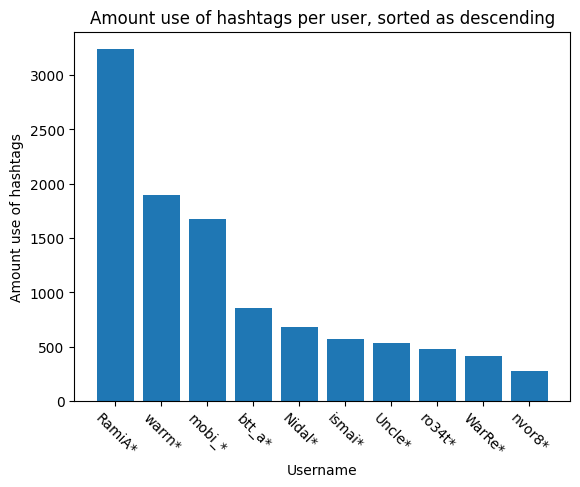 Amount use of hashtags per user, sorted as descending
Amount use of hashtags
3000
2500
2000
1500
1000
500
0
RamiA*
warrn*
mobi_*
btt_a*
Nidal*
ismai*
Uncle*
ro34t*
WarRe*
nvor8*
Username